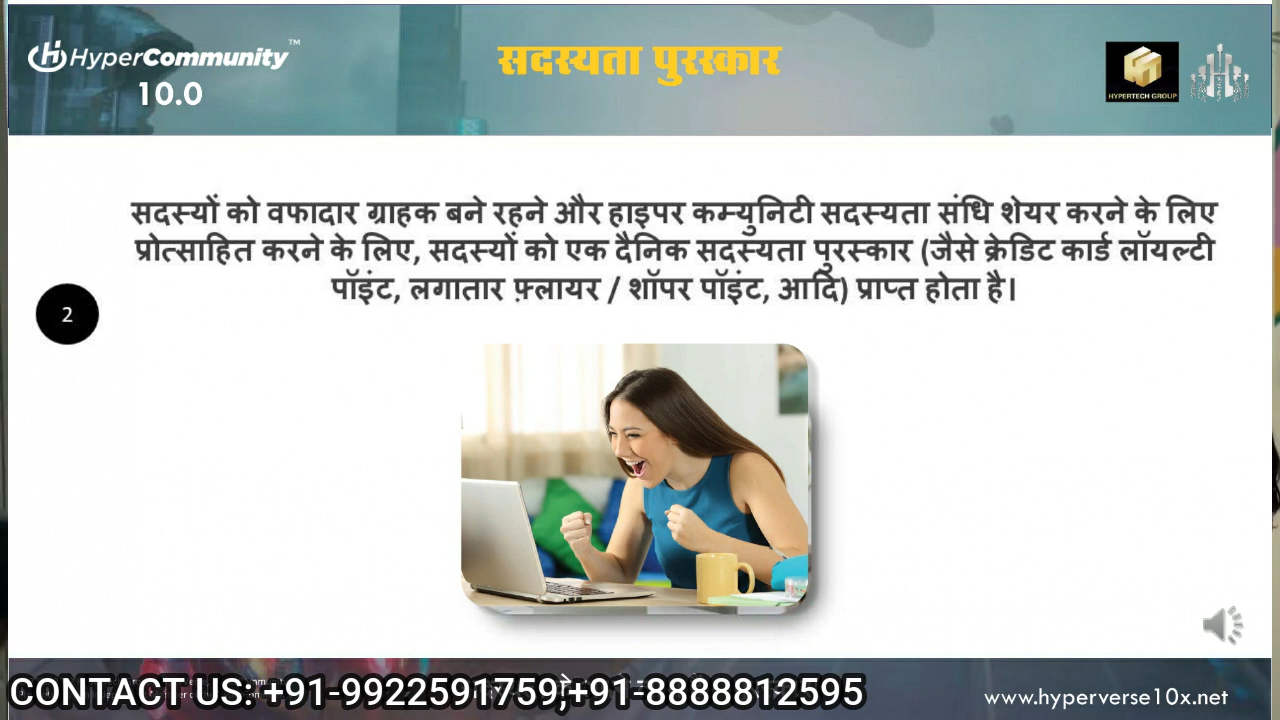 HyperCommunity™
10.0
सदस्यता पुरस्कार
HYPERTECH GROUP
सदस्यों को वफादार ग्राहक बने रहने और हाइपर कम्युनिटी सदस्यता संधि शेयर करने के लिए
प्रोत्साहित करने के लिए, सदस्यों को एक दैनिक सदस्यता पुरस्कार (जैसे क्रेडिट कार्ड लॉयल्टी
पॉइंट, लगातार फ़्लायर / शॉपर पॉइंट, आदि) प्राप्त होता है।
2
CONTACT US: +91-9922591759,+91-8888812595
www.hyperverse10x.net